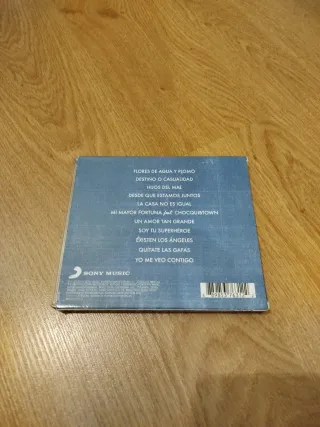 FLORES DE AGUA Y PLOMO
DESTINO O CASUALIDAD
HIJOS DEL MAL
DESDE QUE ESTAMOS JUNTOS
LA CASA NO ES IGUAL
MI MAYOR FORTUNA feat CHOCQUIBTOWN
UN AMOR TAN GRANDE
SOY TU SUPERHÉROE
EXISTEN LOS ÁNGELES
QUÍTATE LAS GAFAS
YO ME VEO CONTIGO
SONY MUSIC